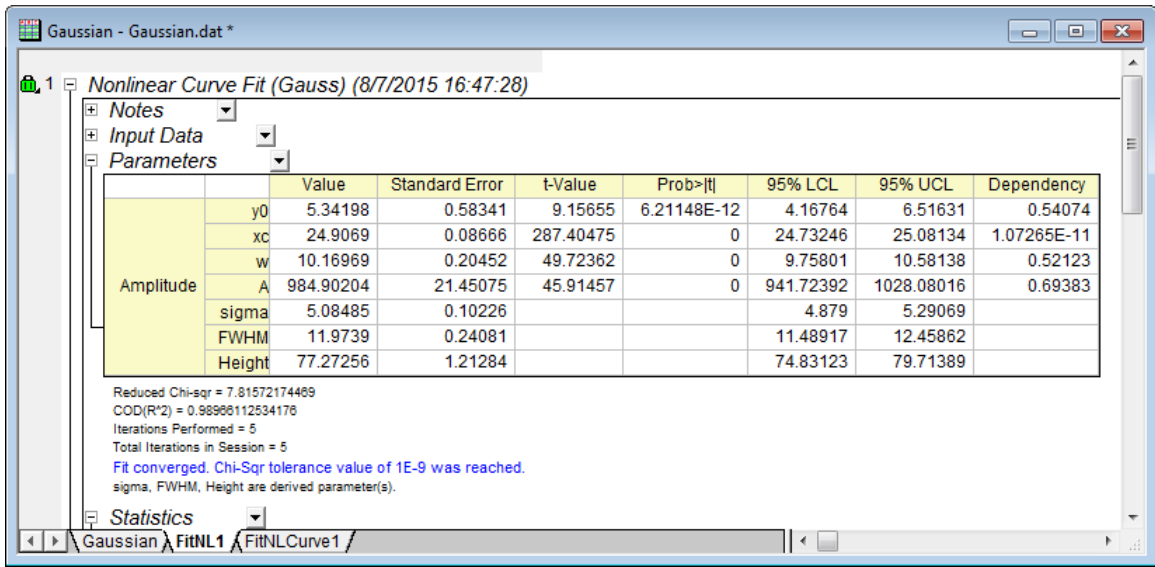 Gaussian - Gaussian.dat *
1 Nonlinear Curve Fit (Gauss) (8/7/2015 16:47:28)
Notes
Input Data
Parameters
Value Standard Error t-Value Prob>|t| 95% LCL 95% UCL Dependency
y0 5.34198 0.58341 9.15655 6.21148E-12 4.16764 6.51631 0.54074
xc 24.9069 0.08666 287.40475 0 24.73246 25.08134 1.07265E-11
w 10.16969 0.20452 49.72362 0 9.75801 10.58138 0.52123
Amplitude A 984.90204 21.45075 45.91457 0 941.72392 1028.08016 0.69383
sigma 5.08485 0.10226 4.879 5.29069
FWHM 11.9739 0.24081 11.48917 12.45862
Height 77.27256 1.21284 74.83123 79.71389
Reduced Chi-sqr = 7.81572174469
COD(R^2) = 0.98966112534176
Iterations Performed = 5
Total Iterations in Session = 5
Fit converged. Chi-Sqr tolerance value of 1E-9 was reached.
sigma, FWHM, Height are derived parameter(s).
Statistics
Gaussian FitNL1 FitNLCurve1